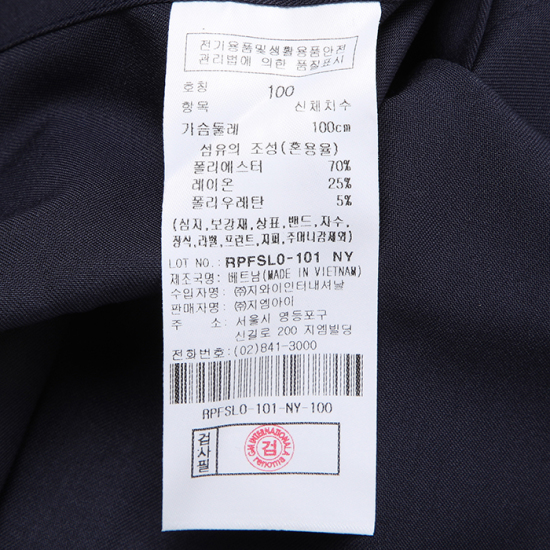 전기용품및생활용품안전
관리법에 의한 품질표시
호칭 100
항목 신체치수
가슴둘레 100cm
섬유의 조성(혼용율)
폴리에스터 70%
레이온 25%
폴리우레탄 5%
(심지,보강재,상표,밴드,자수,
장식,라벨,프린트,지퍼,주머니감제외)
LOT NO.: RPFSL0-101 NY
제조국명: 베트남(MADE IN VIETNAM)
수입자명: ㈜지와이인터내셔날
판매자명: ㈜지엠아이
주 소 : 서울시 영등포구
신길로 200 지엠빌딩
전화번호: (02)841-3000
RPFSL0-101-NY-100
검사필
검
GM INTERNATIONAL
renoma